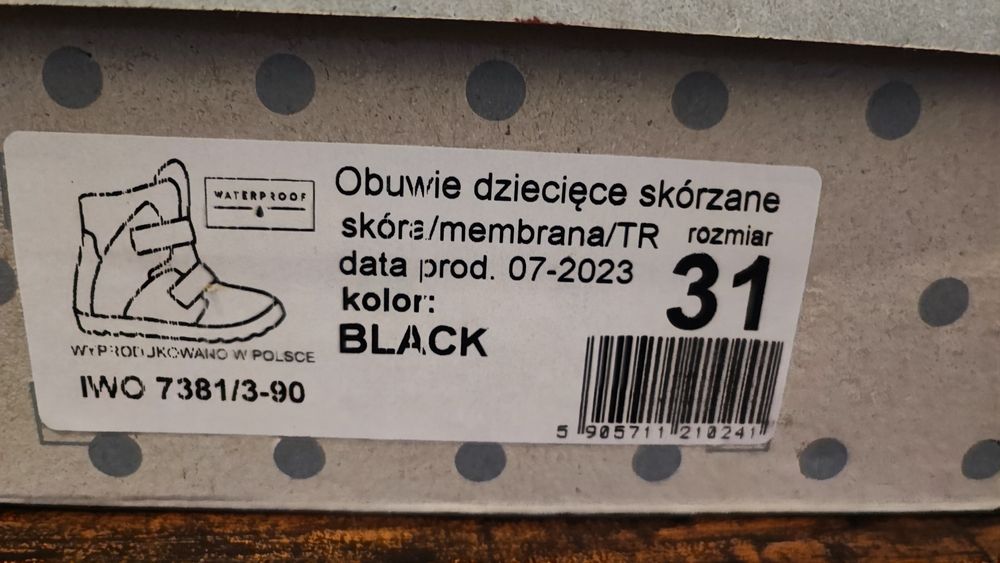 WATERPROOF
Obuwie dziecięce skórzane
skóra/membrana/TR
rozmiar
data prod. 07-2023
31
kolor:
BLACK
WYPRODUKOWANO W POLSCE
IWO 7381/3-90
5 905711 210241